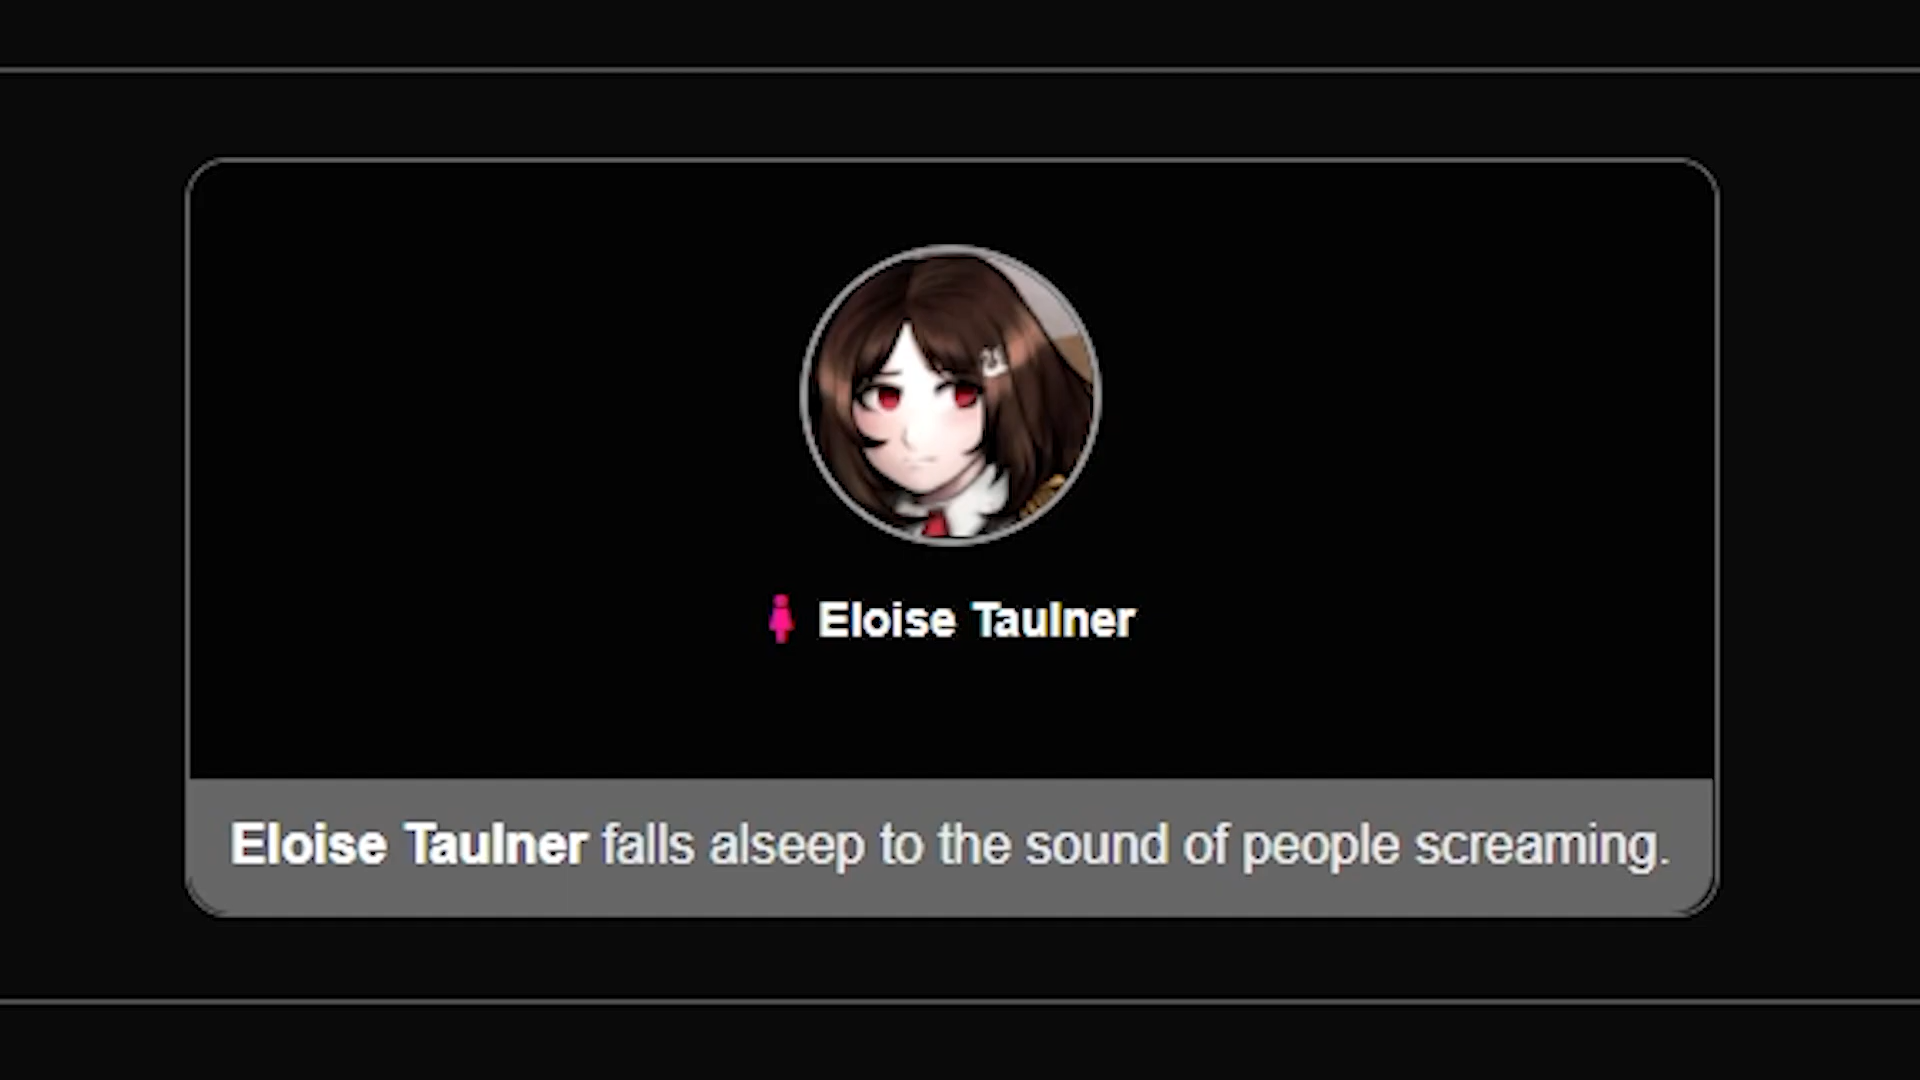 Eloise Taulner
Eloise Taulner falls alseep to the sound of people screaming.